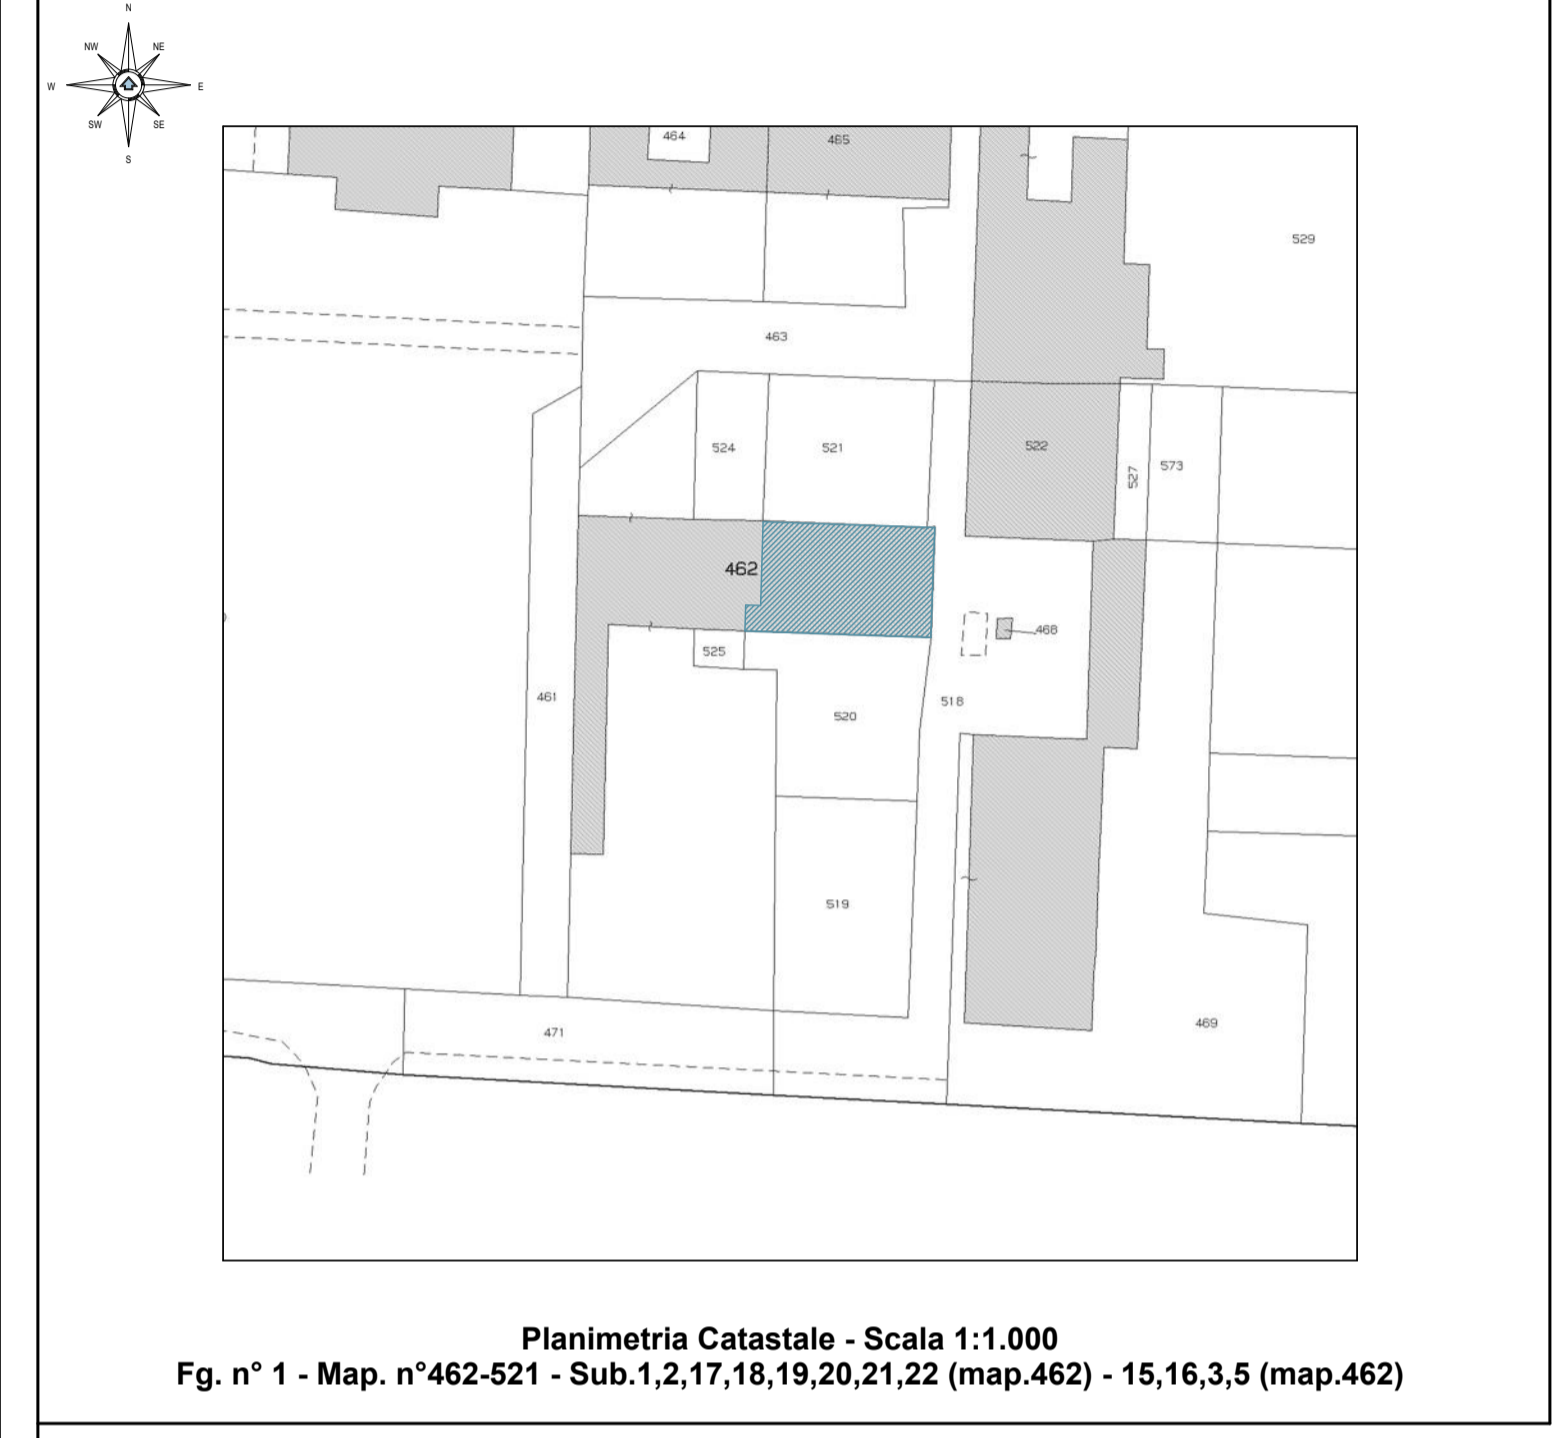 N
NW NE
W E
SW SE
S
464 465
529
463
524 521 522
527 573
462
525 468
461 518
520
519
471 469
Planimetria Catastale - Scala 1:1.000
Fg. n° 1 - Map. n°462-521 - Sub.1,2,17,18,19,20,21,22 (map.462) - 15,16,3,5 (map.462)